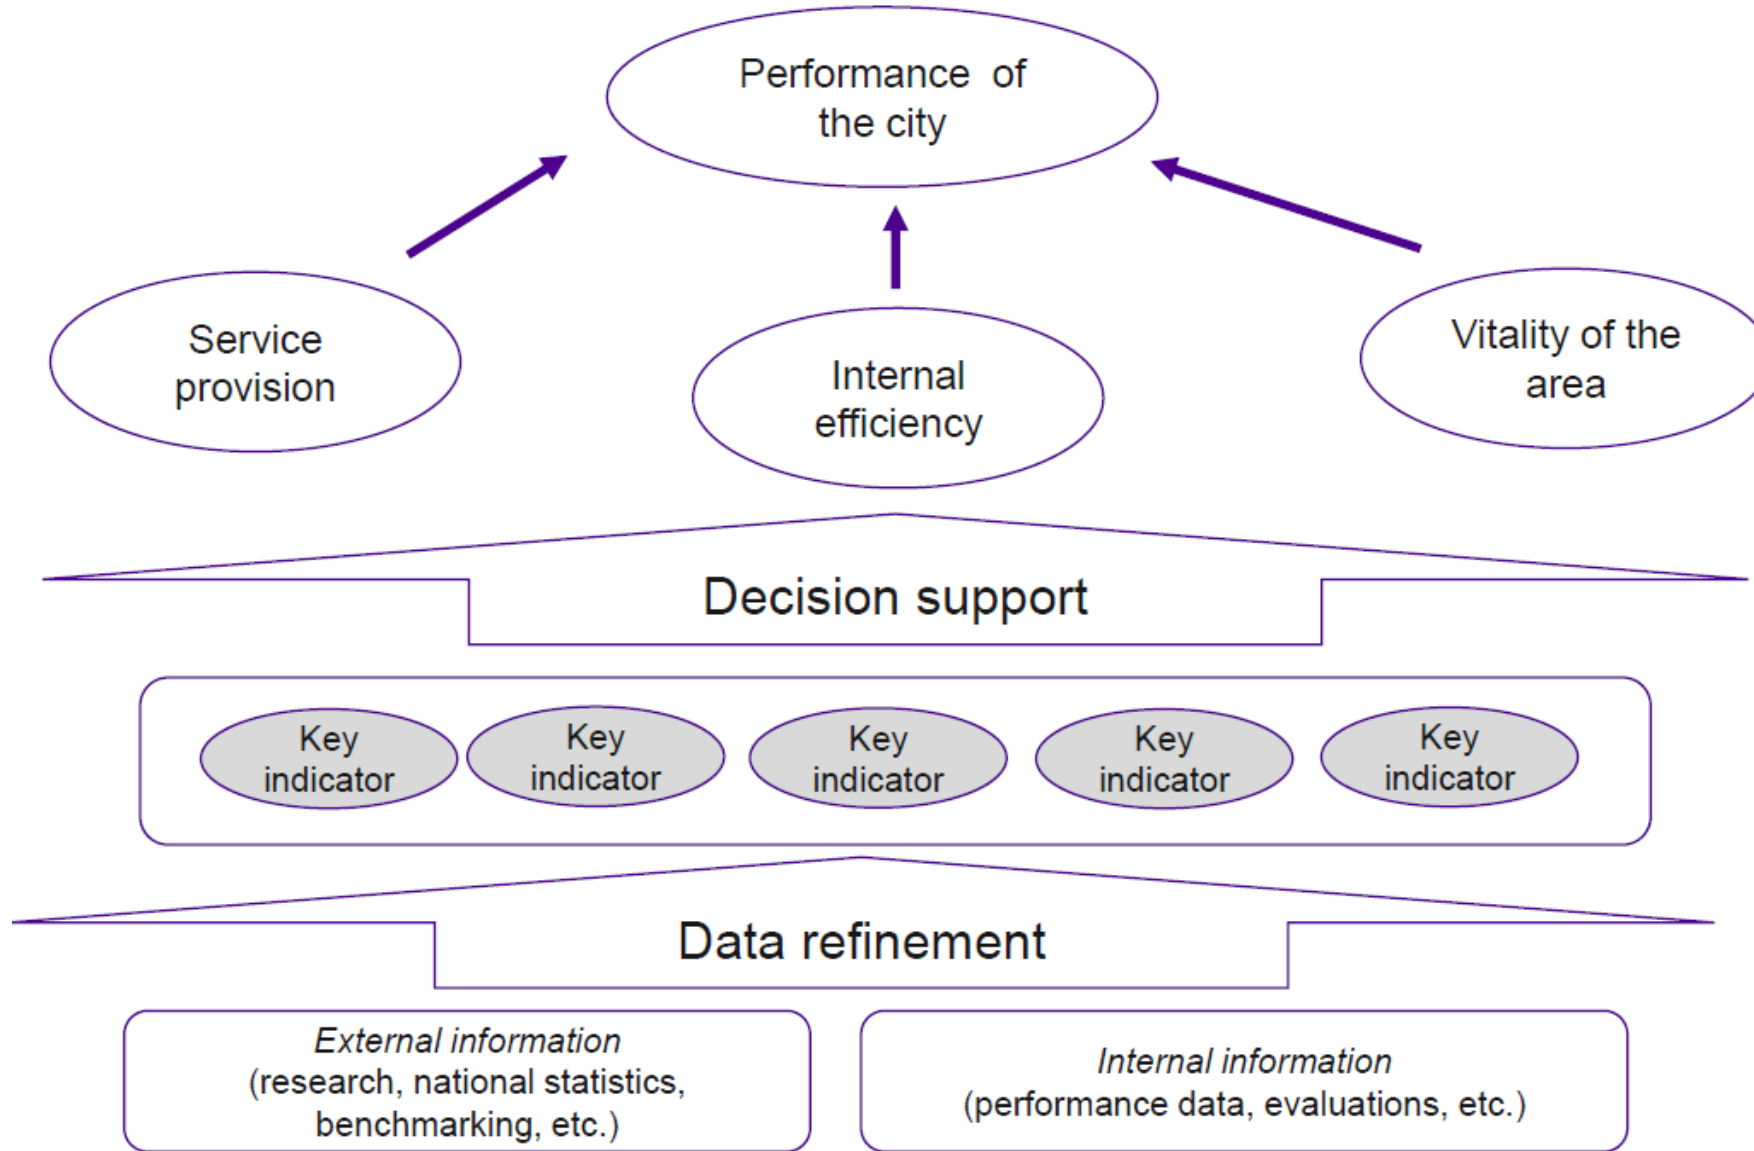 Performance of
the city
Service
provision
Internal
efficiency
Vitality of the
area
Decision support
Key
indicator
Key
indicator
Key
indicator
Key
indicator
Key
indicator
Data refinement
External information
(research, national statistics,
benchmarking, etc.)
Internal information
(performance data, evaluations, etc.)